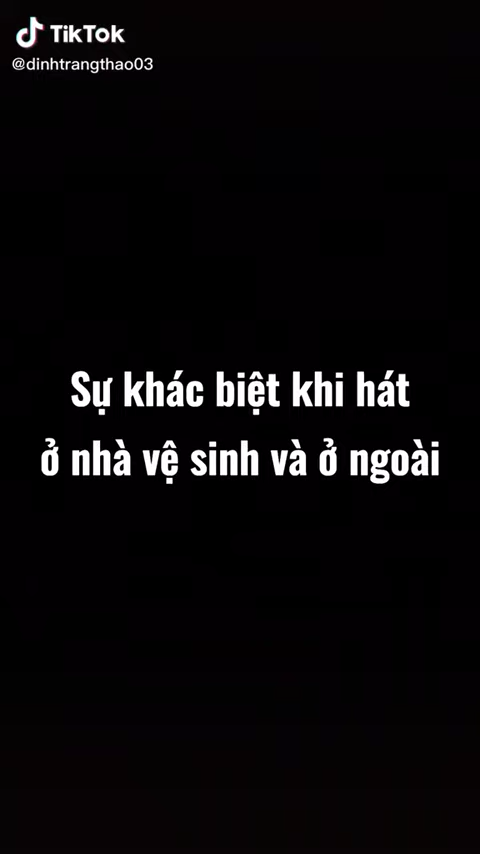 TikTok
@dinhtrangthao03
Sự khác biệt khi hát
ở nhà vệ sinh và ở ngoài